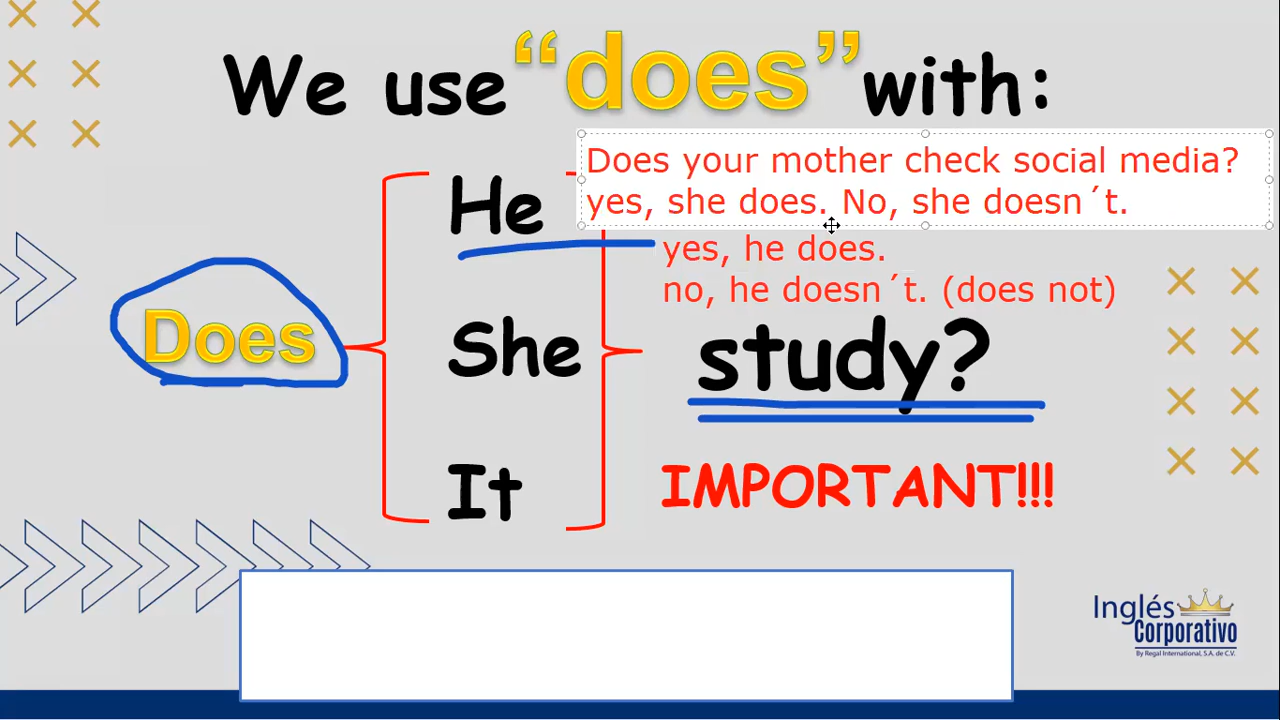 We use “does” with:
Does your mother check social media?
yes, she does. No, she doesn´t.
He
yes, he does.
no, he doesn´t. (does not)
Does
She
study?
It
IMPORTANT!!!
Inglés
Corporativo
By Regal International, S.A. de C.V.